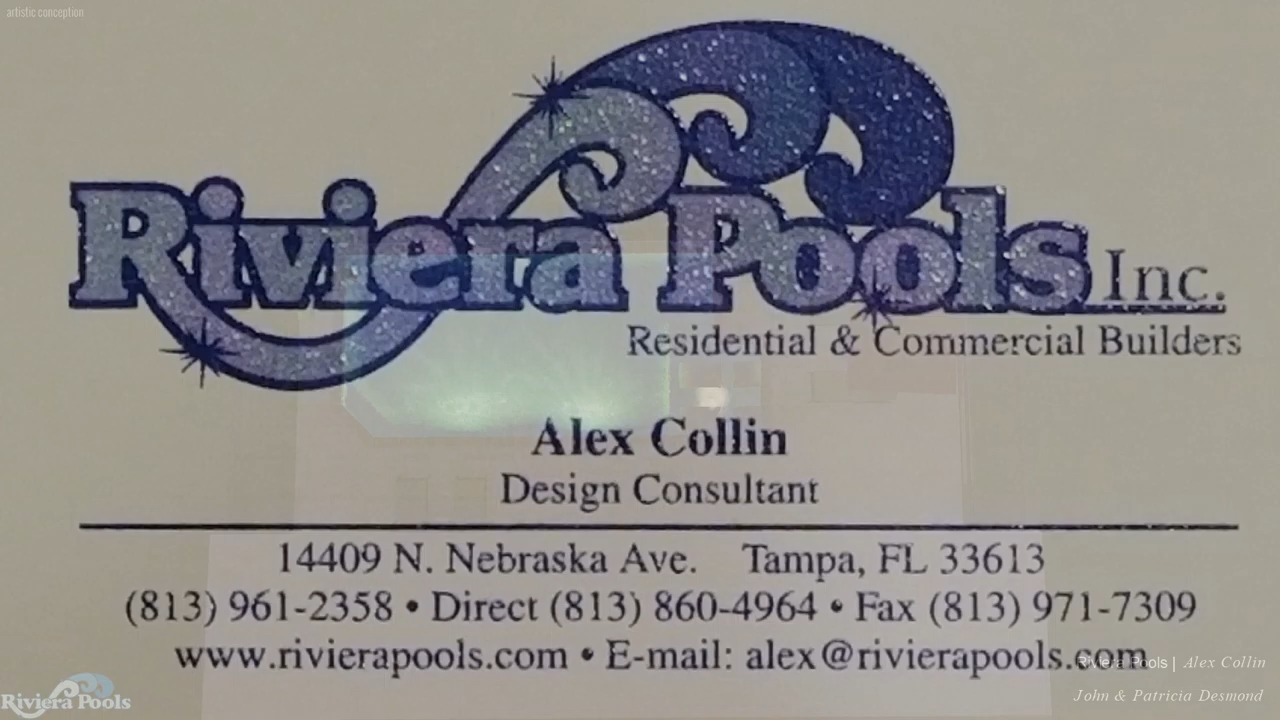 artistic conception
Riviera Pools Inc.
Residential & Commercial Builders
Alex Collin
Design Consultant
14409 N. Nebraska Ave. Tampa, FL 33613
(813) 961-2358 • Direct (813) 860-4964 • Fax (813) 971-7309
www.rivierapools.com • E-mail: alex@rivierapools.com
Riviera Pools | Alex Collin
John & Patricia Desmond
Riviera Pools